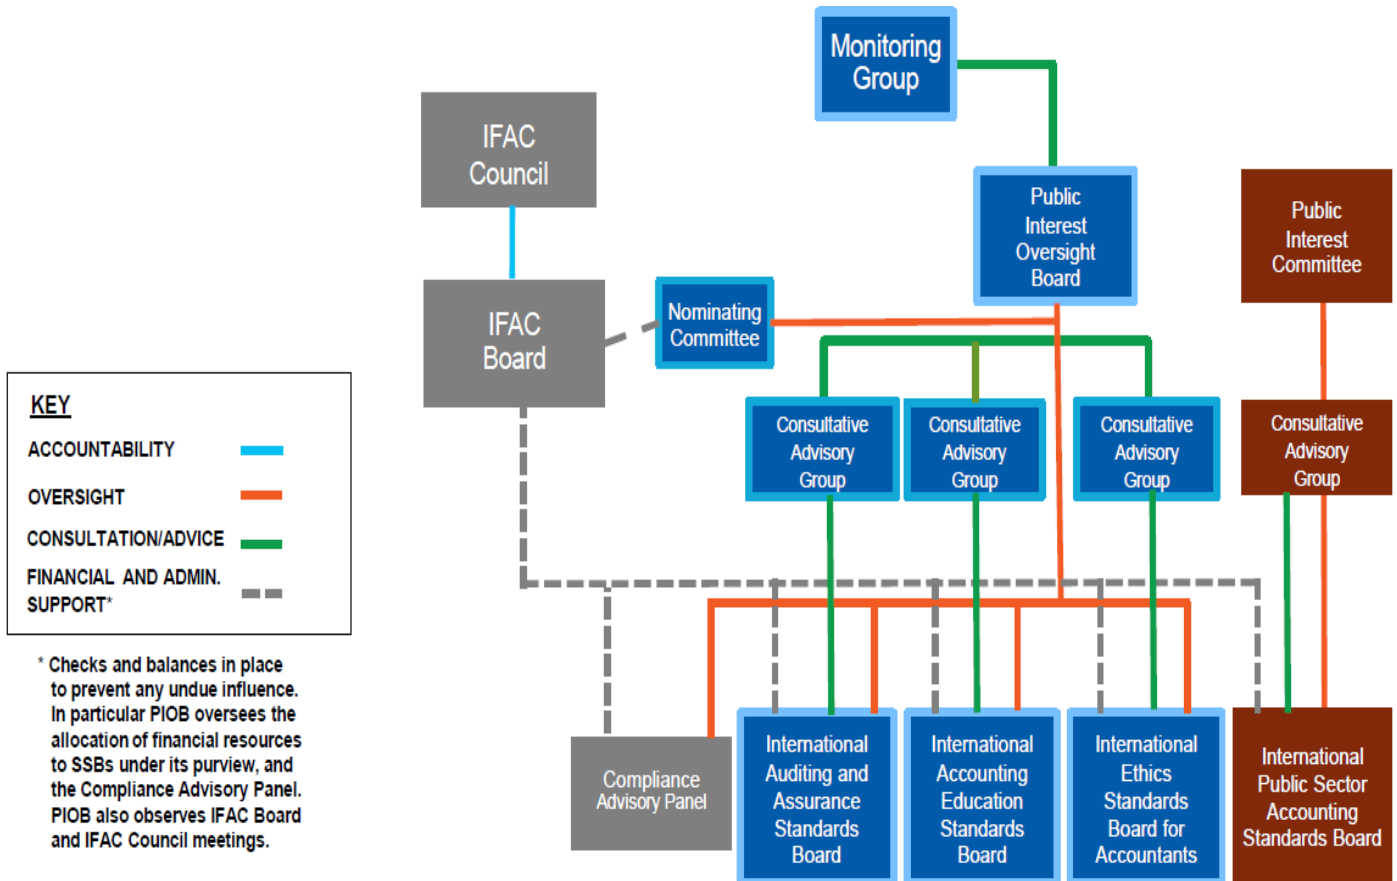 Monitoring
Group
IFAC
Council
Public
Interest
Oversight
Board
Public
Interest
Committee
IFAC
Board
Nominating
Committee
KEY
ACCOUNTABILITY
OVERSIGHT
CONSULTATION/ADVICE
FINANCIAL AND ADMIN.
SUPPORT*
Consultative
Advisory
Group
Consultative
Advisory
Group
Consultative
Advisory
Group
Consultative
Advisory
Group
* Checks and balances in place
to prevent any undue influence.
In particular PIOB oversees the
allocation of financial resources
to SSBs under its purview, and
the Compliance Advisory Panel.
PIOB also observes IFAC Board
and IFAC Council meetings.
Compliance
Advisory Panel
International
Auditing and
Assurance
Standards
Board
International
Accounting
Education
Standards
Board
International
Ethics
Standards
Board for
Accountants
International
Public Sector
Accounting
Standards Board